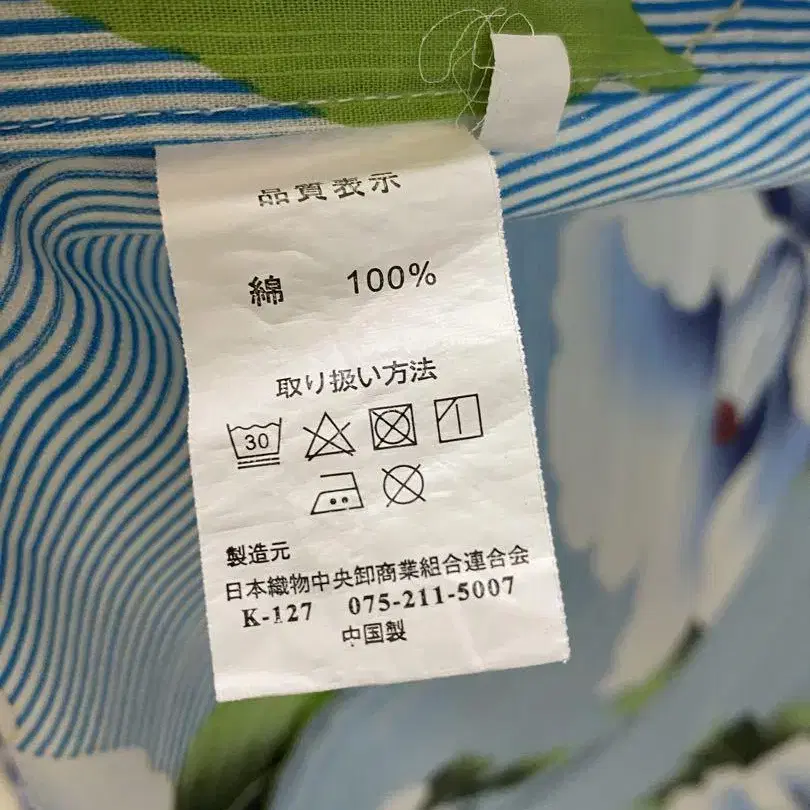 品質表示
綿 100%
取り扱い方法
30
製造元
日本織物中央卸商業組合連合会
K-127 075-211-5007
中国製